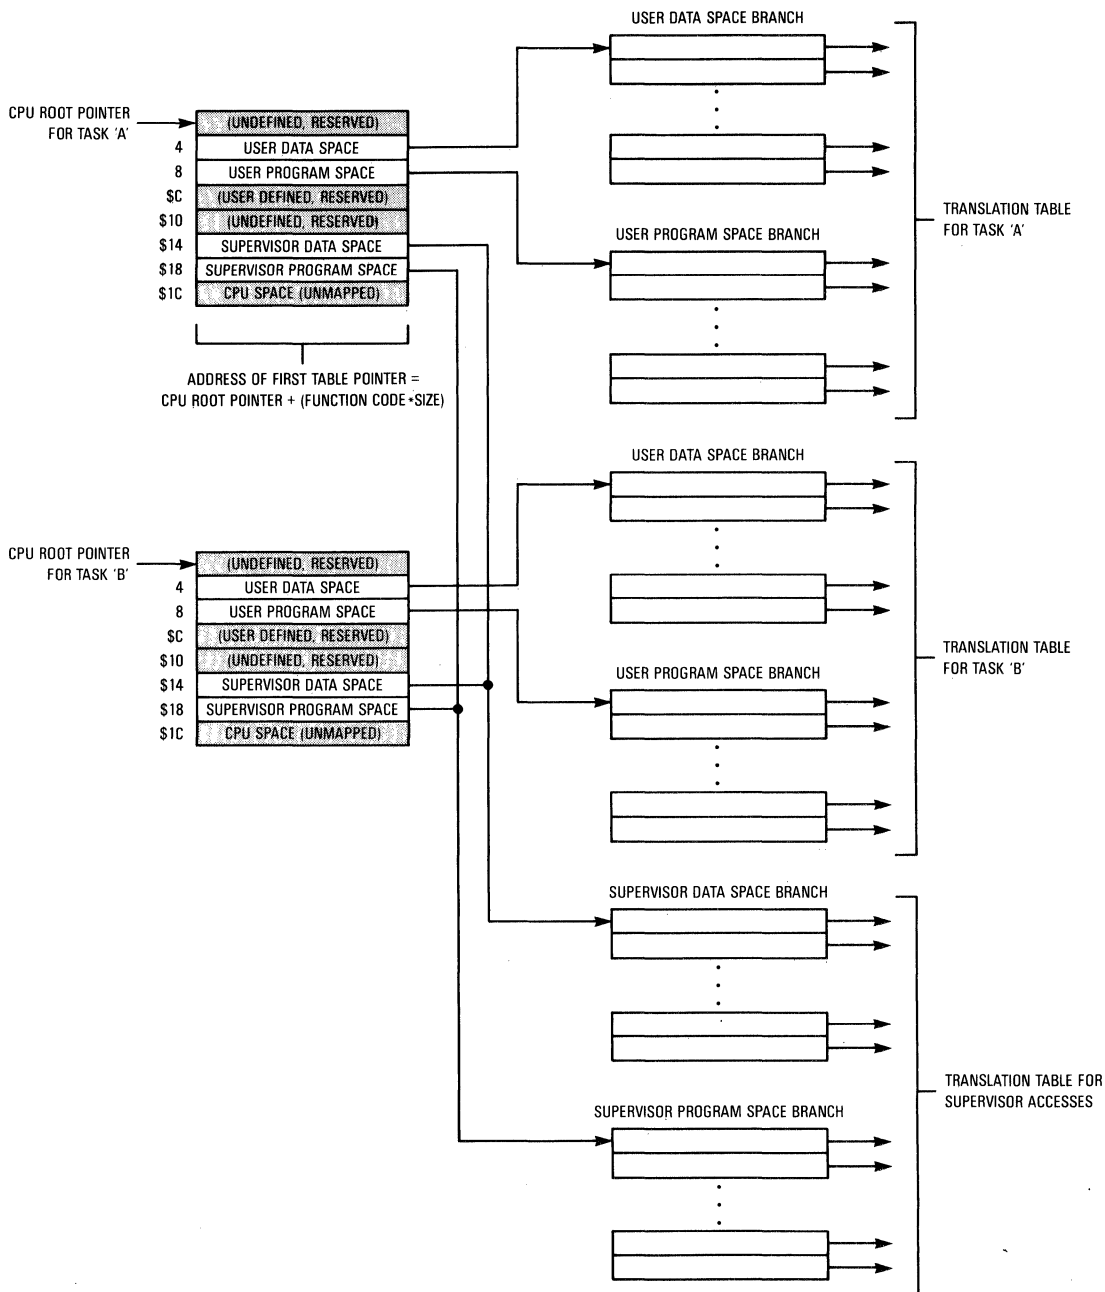 USER DATA SPACE BRANCH
CPU ROOT POINTER
FOR TASK 'A'
(UNDEFINED, RESERVED)
4 USER DATA SPACE
8 USER PROGRAM SPACE
$C (USER DEFINED, RESERVED)
$10 (UNDEFINED, RESERVED)
$14 SUPERVISOR DATA SPACE
$18 SUPERVISOR PROGRAM SPACE
$1C CPU SPACE (UNMAPPED)
ADDRESS OF FIRST TABLE POINTER =
CPU ROOT POINTER + (FUNCTION CODE*SIZE)
USER PROGRAM SPACE BRANCH
TRANSLATION TABLE
FOR TASK 'A'
USER DATA SPACE BRANCH
CPU ROOT POINTER
FOR TASK 'B'
(UNDEFINED, RESERVED)
4 USER DATA SPACE
8 USER PROGRAM SPACE
$C (USER DEFINED, RESERVED)
$10 (UNDEFINED, RESERVED)
$14 SUPERVISOR DATA SPACE
$18 SUPERVISOR PROGRAM SPACE
$1C CPU SPACE (UNMAPPED)
USER PROGRAM SPACE BRANCH
TRANSLATION TABLE
FOR TASK 'B'
SUPERVISOR DATA SPACE BRANCH
SUPERVISOR PROGRAM SPACE BRANCH
TRANSLATION TABLE FOR
SUPERVISOR ACCESSES